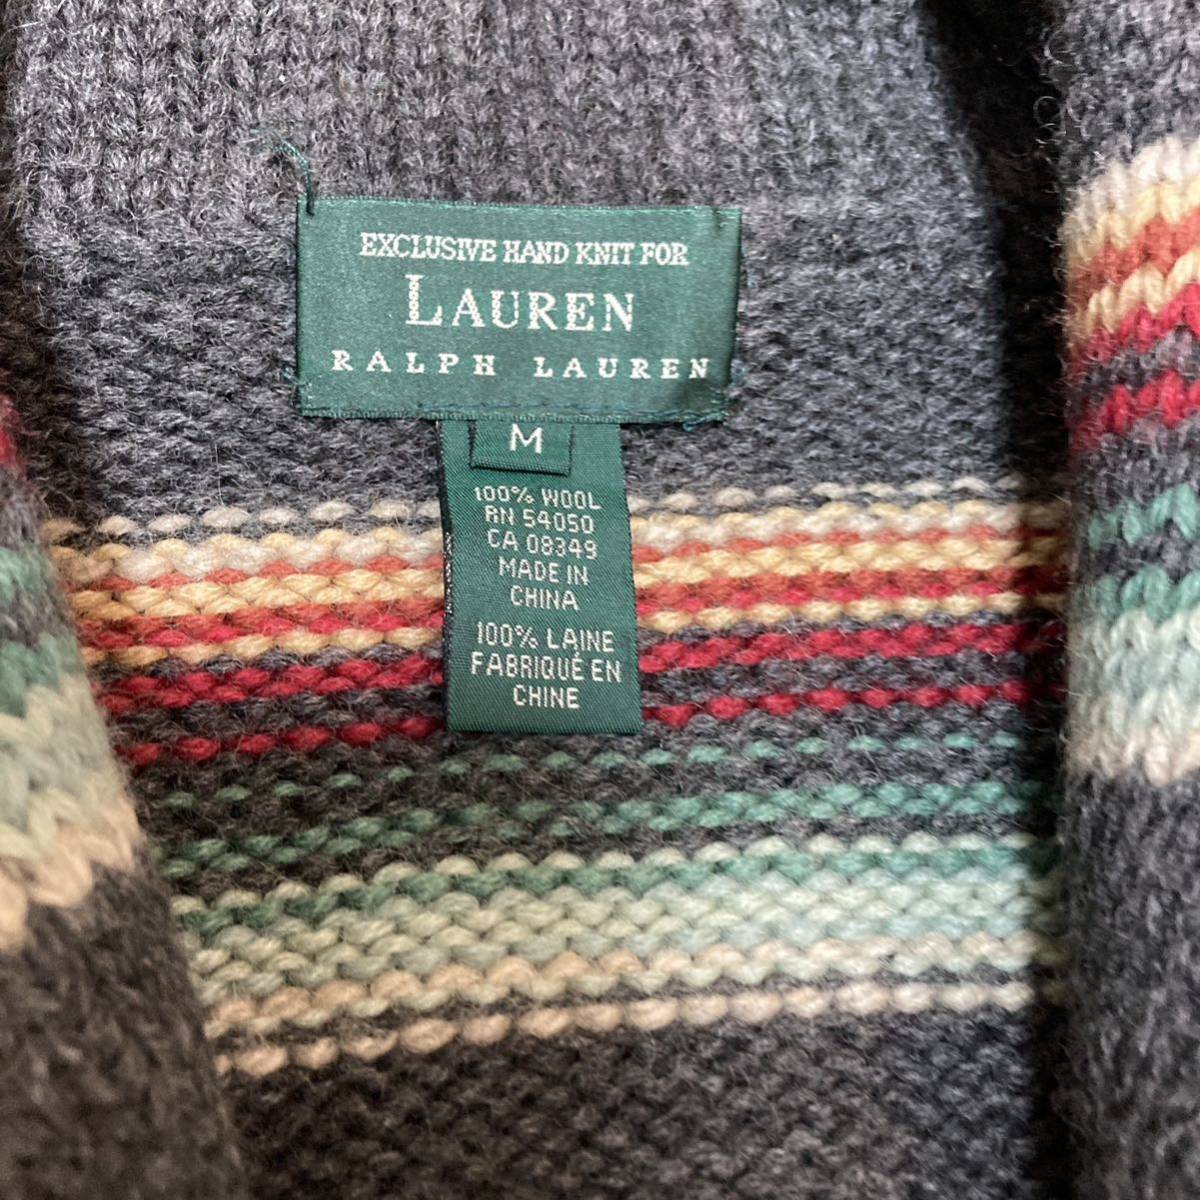 EXCLUSIVE HAND KNIT FOR
LAUREN
RALPH LAUREN
M
100% WOOL
RN 54050
CA 08349
MADE IN
CHINA
100% LAINE
FABRIQUÉ EN
CHINE